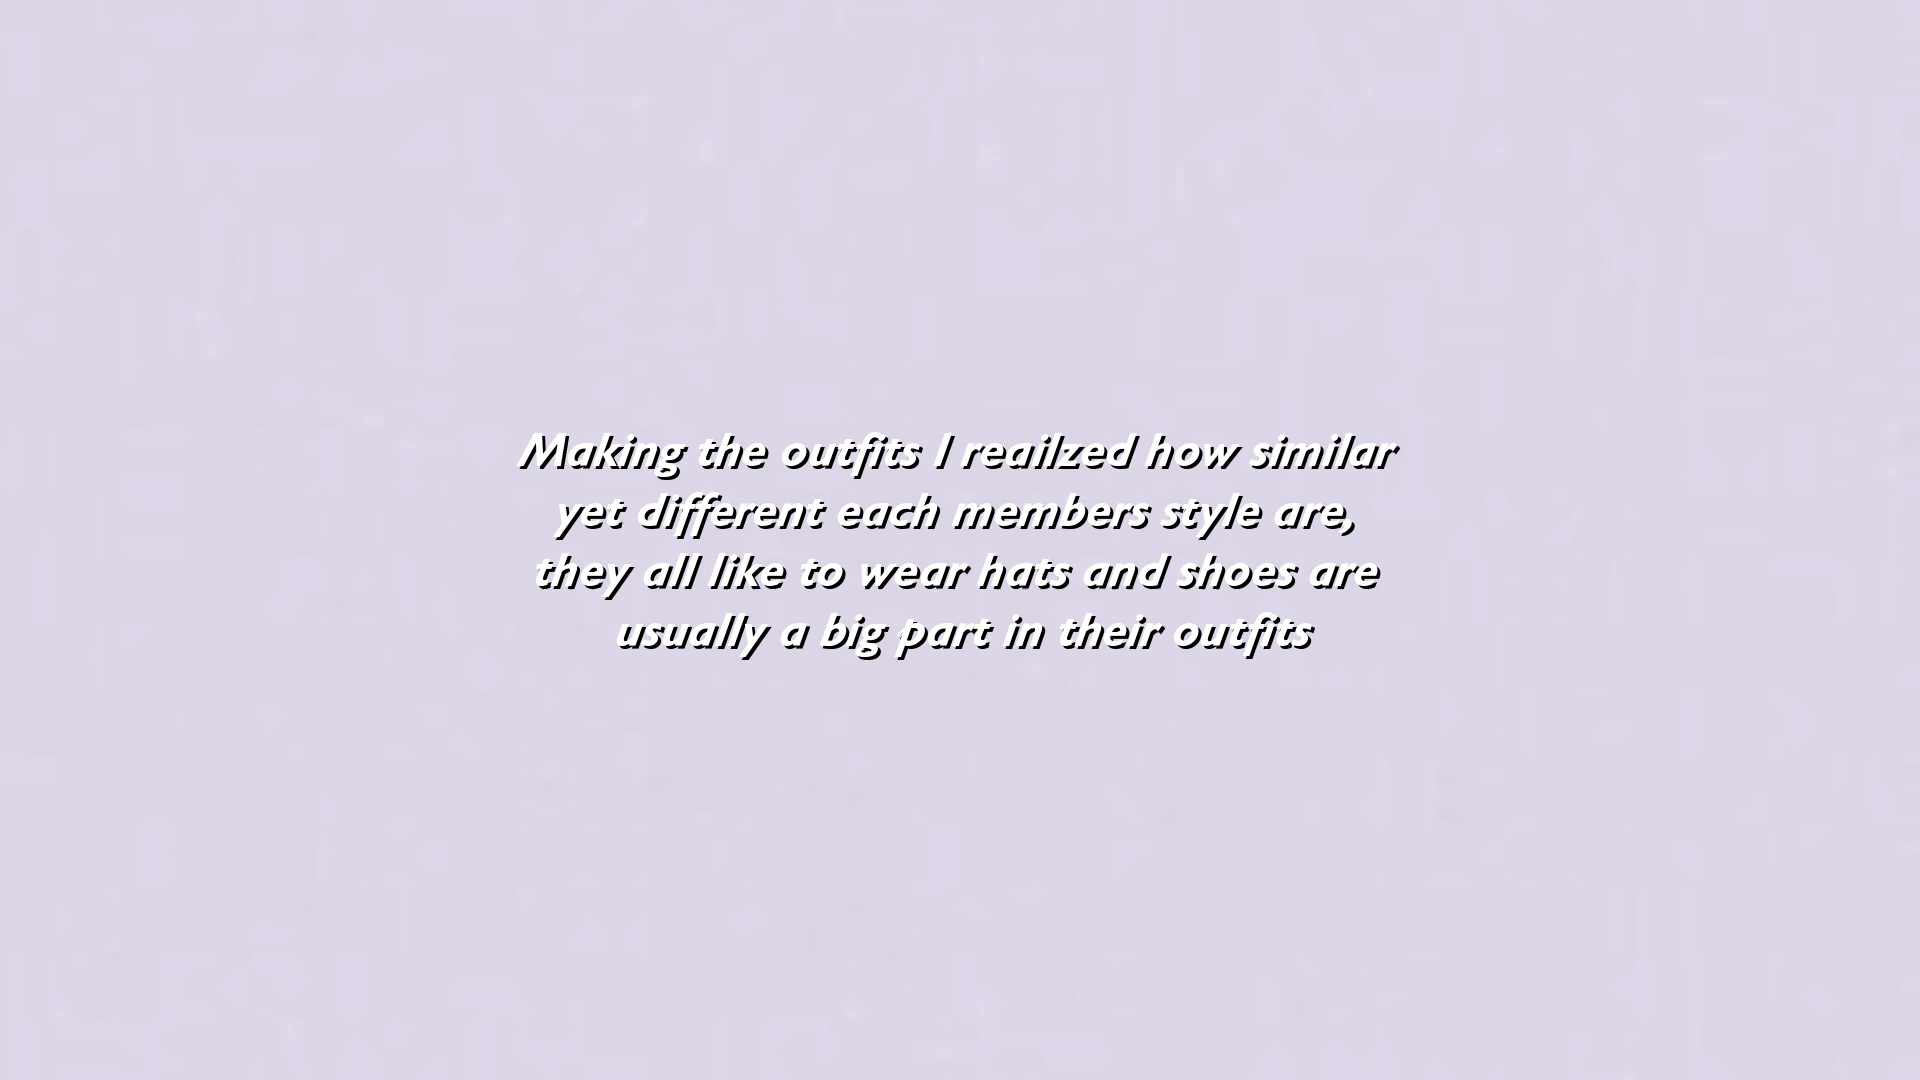 Making the outfits I reailzed how similar
yet different each members style are,
they all like to wear hats and shoes are
usually a big part in their outfits